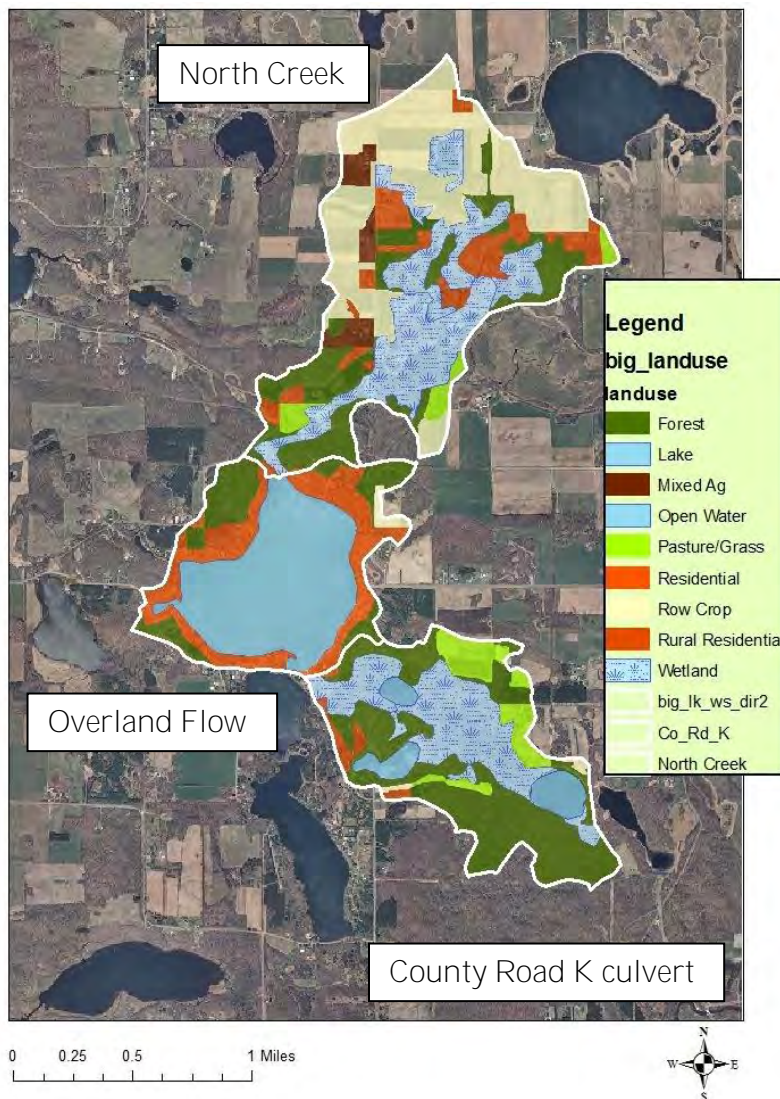 North Creek
Legend
big_landuse
landuse
Forest
Lake
Mixed Ag
Open Water
Pasture/Grass
Residential
Row Crop
Rural Residentia
Wetland
big_lk_ws_dir2
Co_Rd_K
North Creek
Overland Flow
County Road K culvert
0 0.25 0.5 1 Miles
N
W E
S